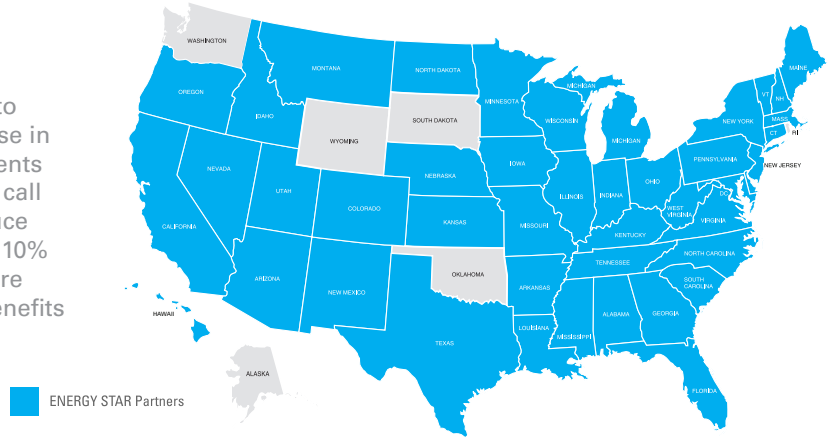 to
se in
ents
call
uce
10%
re
enefits
WASHINGTON
OREGON
CALIFORNIA
NEVADA
IDAHO
MONTANA
WYOMING
UTAH
ARIZONA
COLORADO
NEW MEXICO
NORTH DAKOTA
SOUTH DAKOTA
NEBRASKA
KANSAS
OKLAHOMA
TEXAS
MINNESOTA
IOWA
MISSOURI
ARKANSAS
LOUISIANA
WISCONSIN
ILLINOIS
MICHIGAN
MICHIGAN
INDIANA
OHIO
KENTUCKY
TENNESSEE
MISSISSIPPI
ALABAMA
GEORGIA
FLORIDA
SOUTH
CAROLINA
NORTH CAROLINA
VIRGINIA
WEST
VIRGINIA
DC
PENNSYLVANIA
NEW JERSEY
NEW YORK
CT
RI
MASS
VT
NH
MAINE
HAWAII
ALASKA
ENERGY STAR Partners